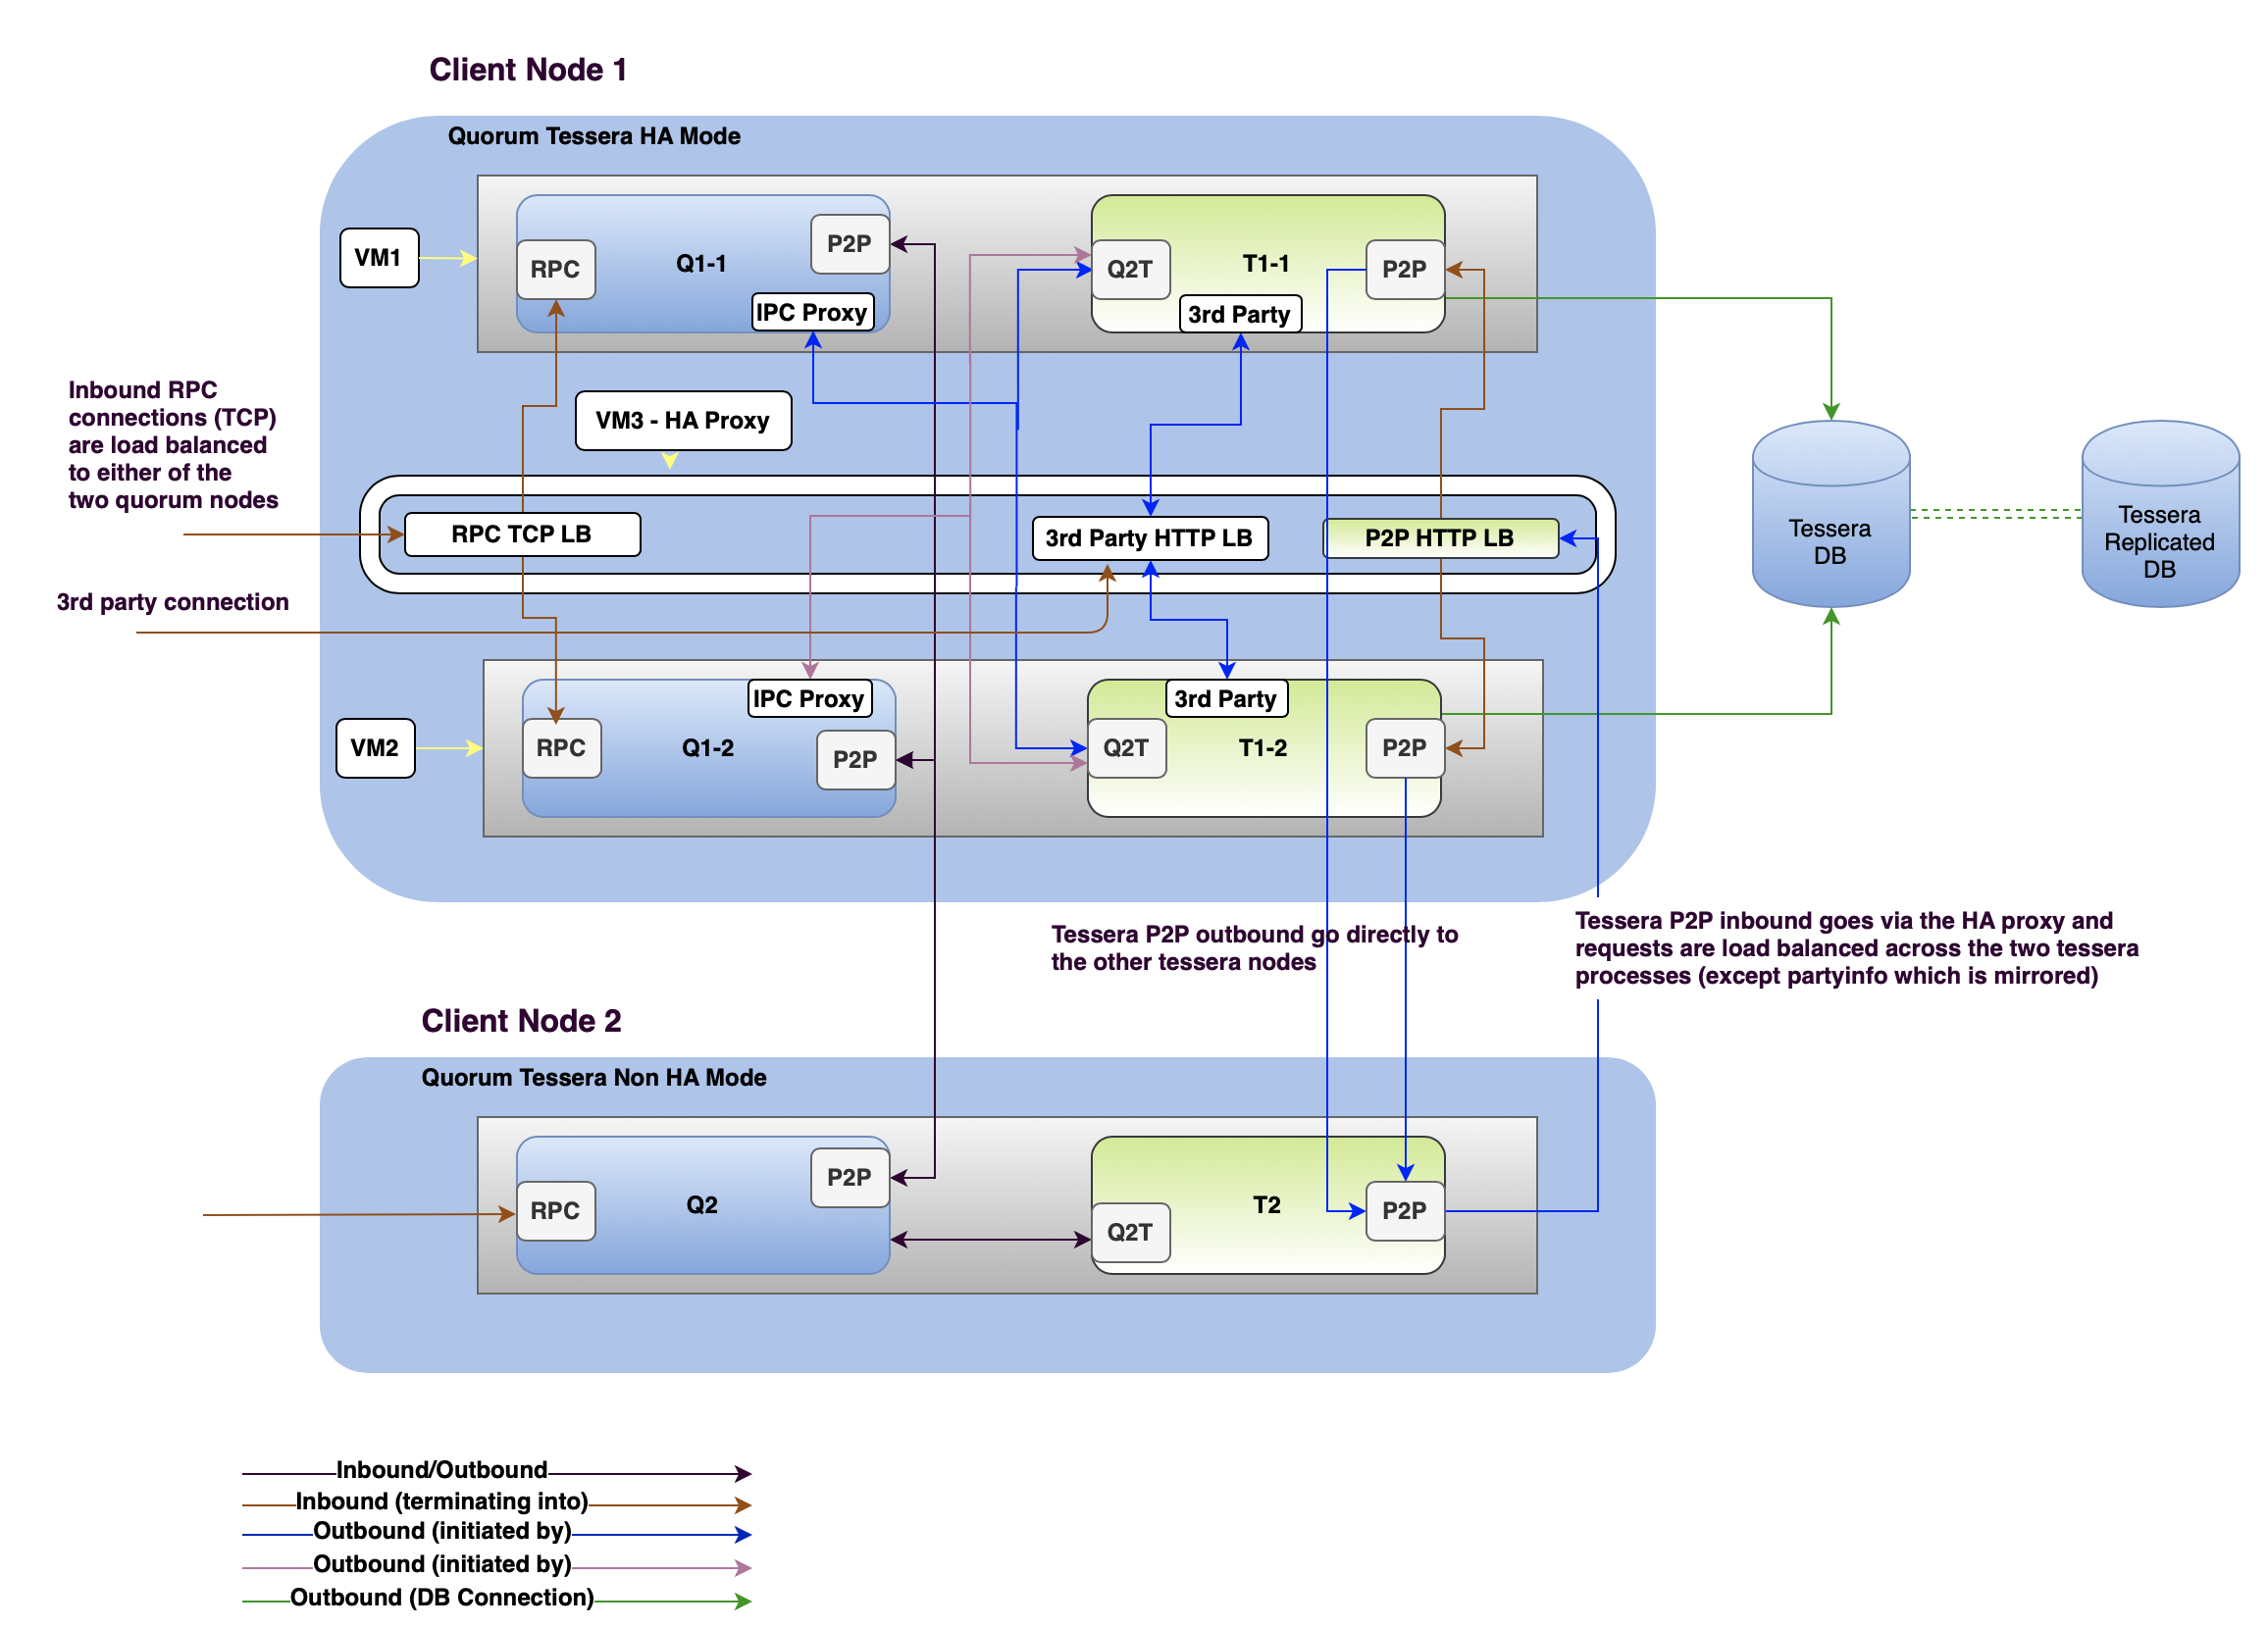 Client Node 1
Quorum Tessera HA Mode
VM1
RPC
Q1-1
P2P
IPC Proxy
Q2T
T1-1
P2P
3rd Party
Inbound RPC
connections (TCP)
are load balanced
to either of the
two quorum nodes
VM3 - HA Proxy
RPC TCP LB
3rd Party HTTP LB
P2P HTTP LB
Tessera
DB
Tessera
Replicated
DB
3rd party connection
VM2
IPC Proxy
RPC
Q1-2
P2P
3rd Party
Q2T
T1-2
P2P
Tessera P2P outbound go directly to
the other tessera nodes
Tessera P2P inbound goes via the HA proxy and
requests are load balanced across the two tessera
processes (except partyinfo which is mirrored)
Client Node 2
Quorum Tessera Non HA Mode
RPC
Q2
P2P
Q2T
T2
P2P
Inbound/Outbound
Inbound (terminating into)
Outbound (initiated by)
Outbound (initiated by)
Outbound (DB Connection)